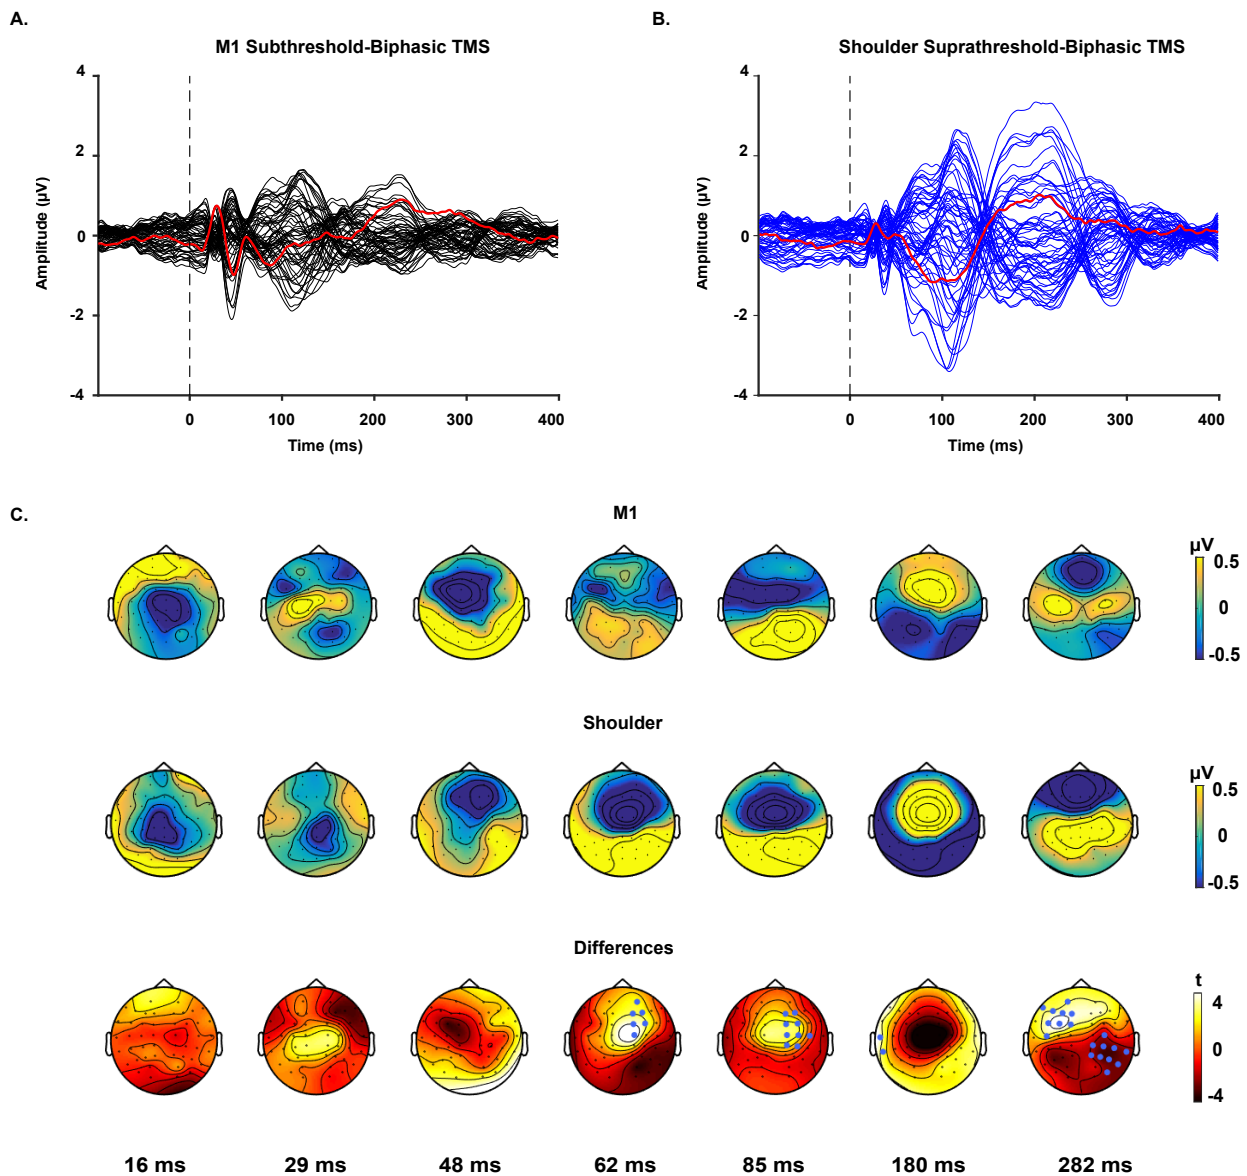 A.
B.
M1 Subthreshold-Biphasic TMS
Shoulder Suprathreshold-Biphasic TMS
4
2
0
-2
-4
Amplitude (µV)
0
100
200
300
400
Time (ms)
4
2
0
-2
-4
Amplitude (µV)
0
100
200
300
400
Time (ms)
C.
M1
µV
0.5
0
-0.5
Shoulder
µV
0.5
0
-0.5
Differences
t
4
0
-4
16 ms 29 ms 48 ms 62 ms 85 ms 180 ms 282 ms